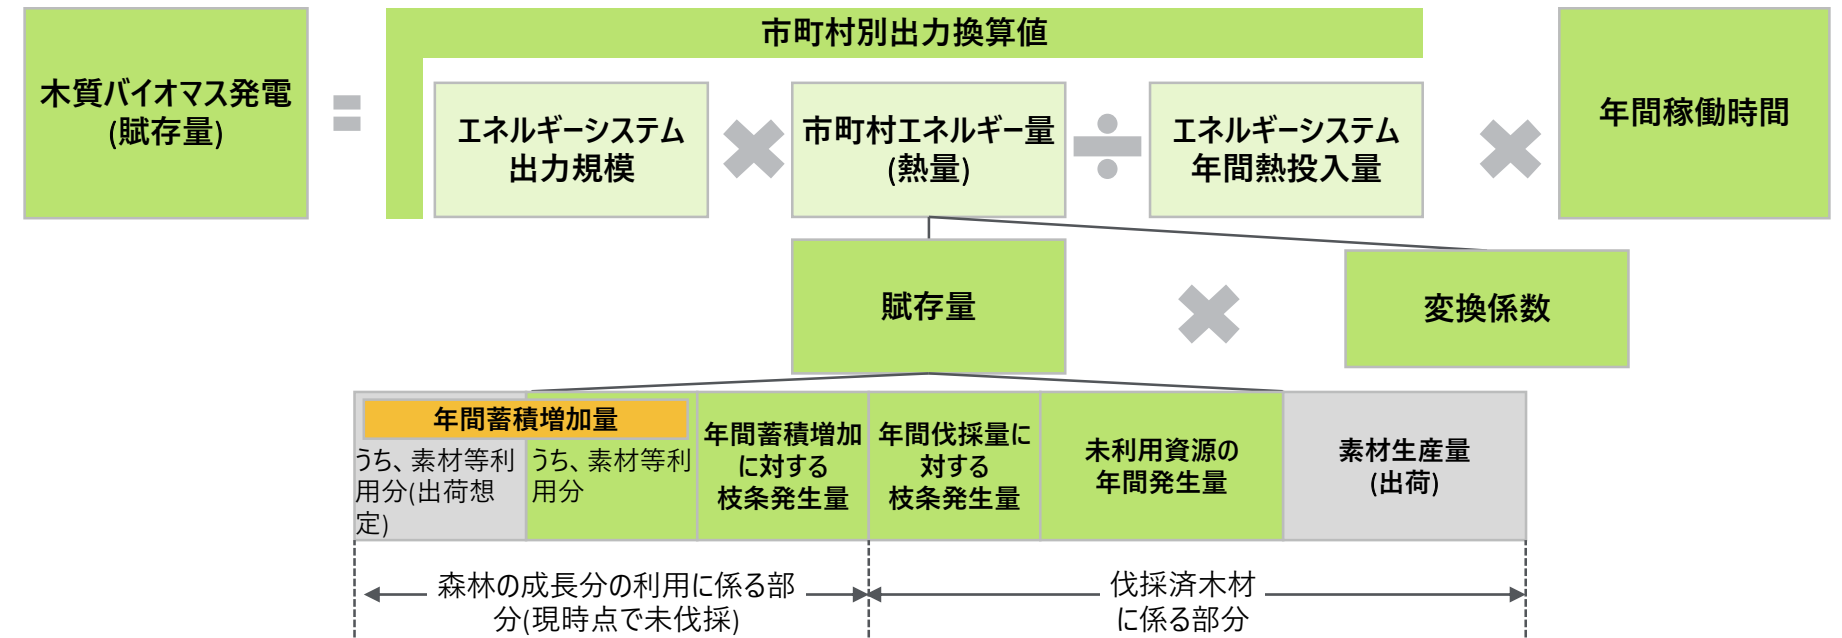 市町村別出力換算値
木質バイオマス発電
(賦存量)
エネルギーシステム
出力規模
市町村エネルギー量
(熱量)
エネルギーシステム
年間熱投入量
年間稼働時間
賦存量
変換係数
年間蓄積増加量
うち、素材等利
用分(出荷想
定)
うち、素材等利
用分
年間蓄積増加
に対する
枝条発生量
年間伐採量に
対する
枝条発生量
未利用資源の
年間発生量
素材生産量
(出荷)
森林の成長分の利用に係る部
分(現時点で未伐採)
伐採済木材
に係る部分